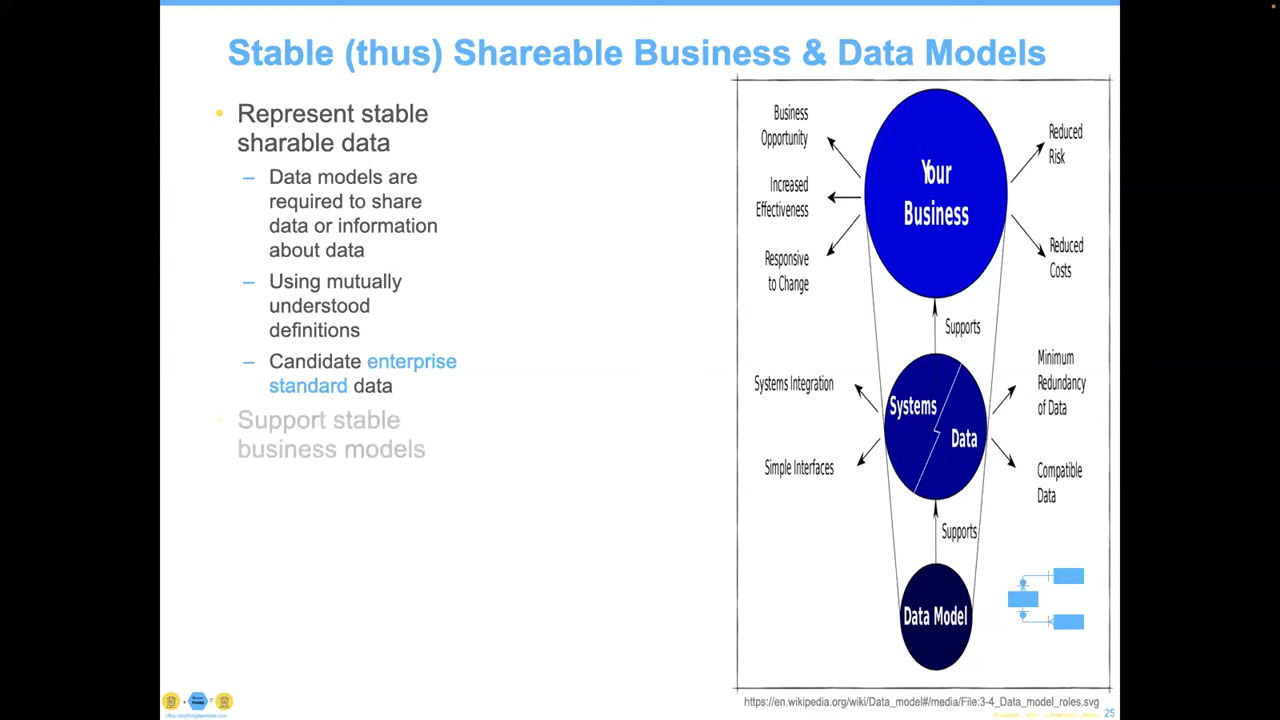 Stable (thus) Shareable Business & Data Models
• Represent stable
sharable data
– Data models are
required to share
data or information
about data
– Using mutually
understood
definitions
– Candidate enterprise
standard data
• Support stable
business models
Business
Opportunity
Increased
Effectiveness
Responsive
to Change
Your
Business
Reduced
Risk
Reduced
Costs
Supports
Systems Integration
Simple Interfaces
Systems
Data
Minimum
Redundancy
of Data
Compatible
Data
Supports
Data Model
https://en.wikipedia.org/wiki/Data_model#/media/File:3-4_Data_model_roles.svg
25